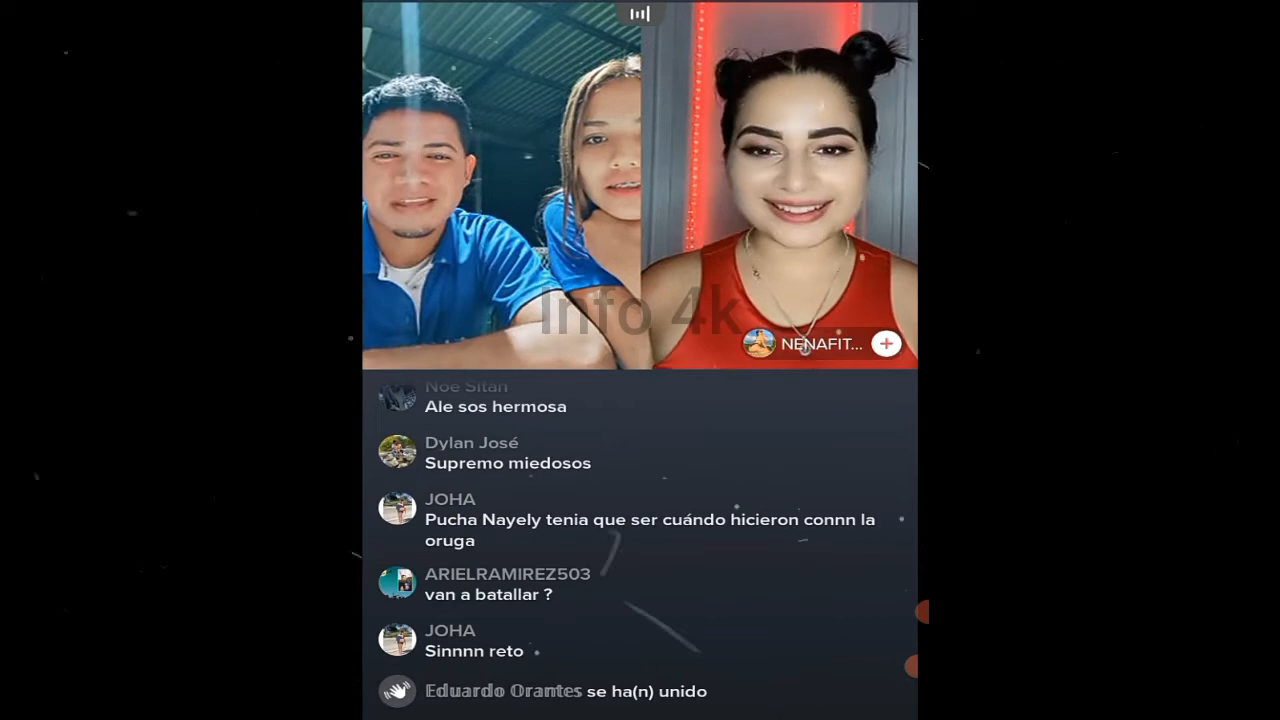 Info 4k
NENAFIT...
Noe Sitan
Ale sos hermosa
Dylan José
Supremo miedosos
JOHA
Pucha Nayely tenia que ser cuándo hicieron connn la
oruga
ARIELRAMIREZ503
van a batallar ?
JOHA
Sinnnn reto
Eduardo Orantes se ha(n) unido